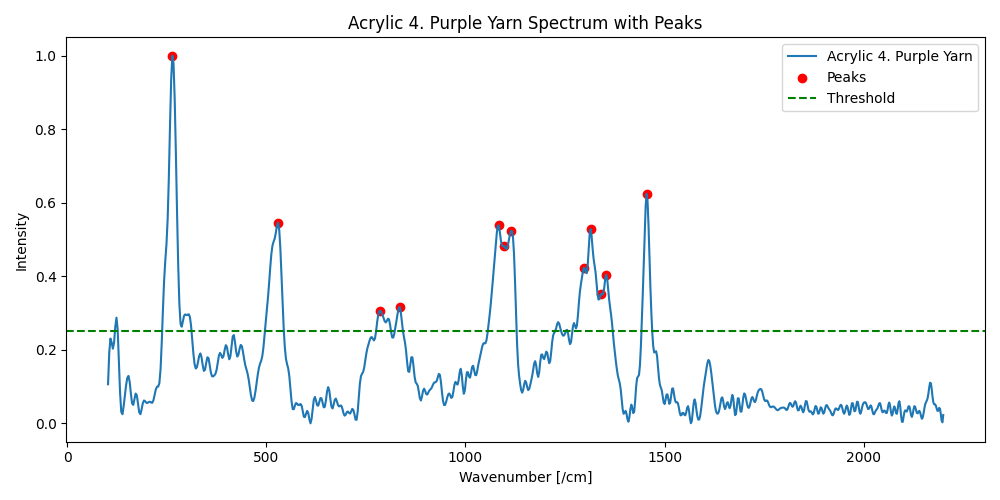 Acrylic 4. Purple Yarn Spectrum with Peaks
Acrylic 4. Purple Yarn
Peaks
Threshold
Intensity
1.0
0.8
0.6
0.4
0.2
0.0
0
500
1000
1500
2000
Wavenumber [/cm]